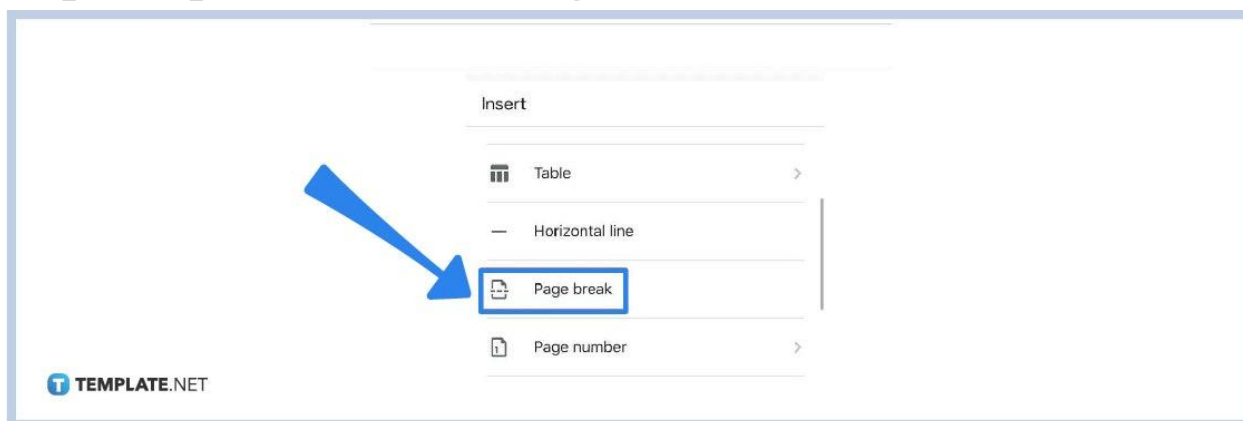 Insert
Table
Horizontal line
Page break
Page number
TEMPLATE.NET